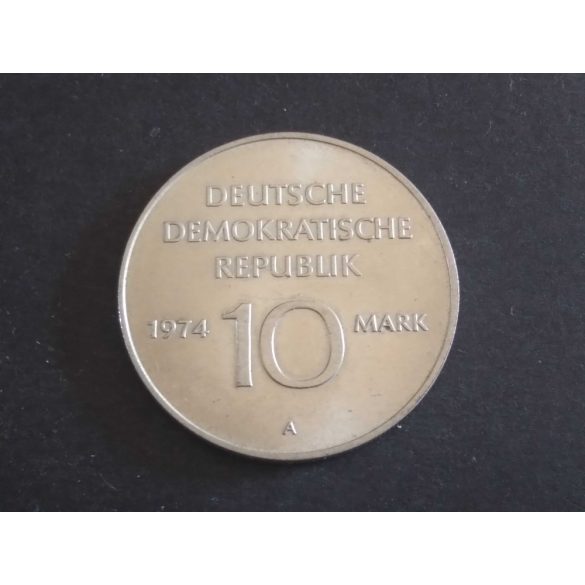 DEUTSCHE
DEMOKRATISCHE
REPUBLIK
1974 10 MARK
A